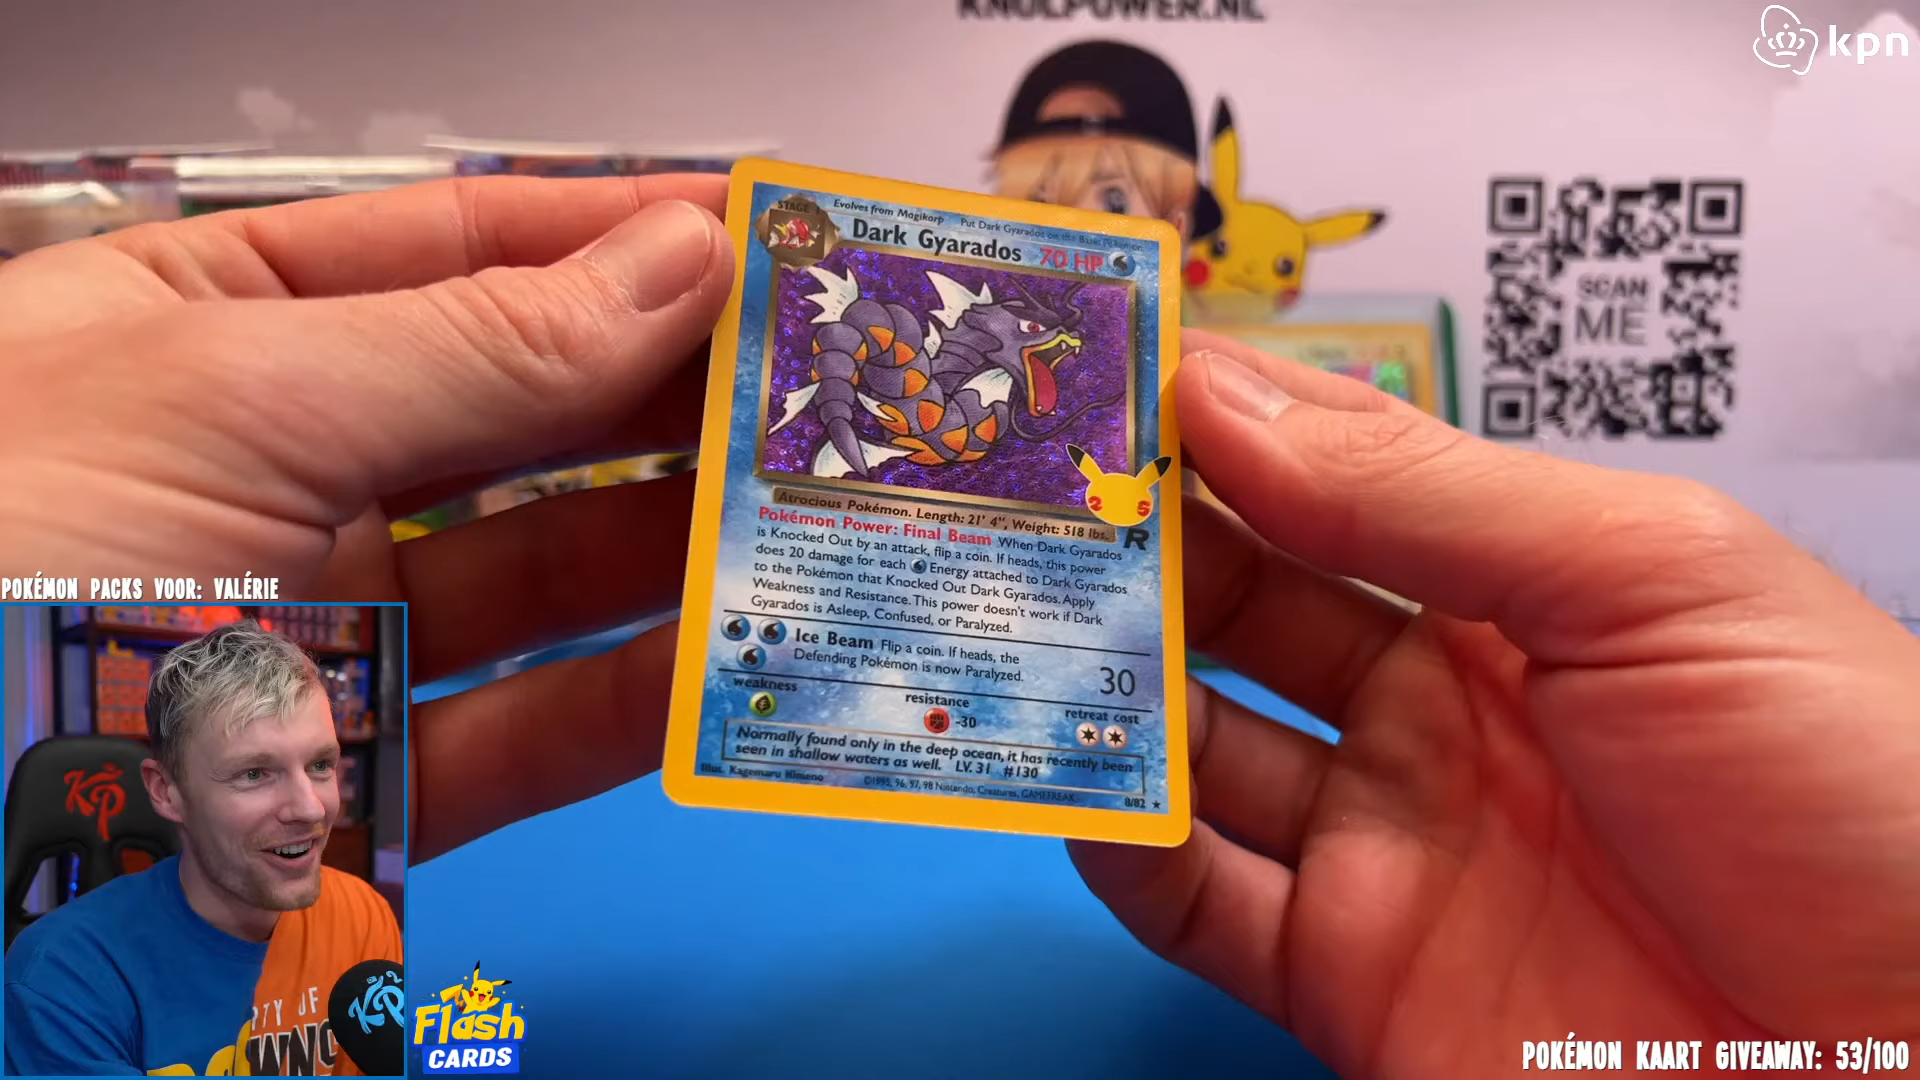 KNOLPOWER.NL
kpn
SCAN
ME
STAGE 1
Evolves from Magikarp
Put Dark Gyarados on the Basic Pokémon
Dark Gyarados 70 HP
25
Atrocious Pokémon. Length: 21' 4", Weight: 518 lbs.
R
Pokémon Power: Final Beam When Dark Gyarados
is Knocked Out by an attack, flip a coin. If heads, this power
does 20 damage for each Energy attached to Dark Gyarados
to the Pokémon that Knocked Out Dark Gyarados. Apply
Weakness and Resistance. This power doesn't work if Dark
Gyarados is Asleep, Confused, or Paralyzed.
Ice Beam Flip a coin. If heads, the
Defending Pokémon is now Paralyzed.
30
weakness
resistance
-30
retreat cost
Normally found only in the deep ocean, it has recently been
seen in shallow waters as well. LV. 31 #130
Illus. Kagemaru Himeno
©1995, 96, 97, 98 Nintendo, Creatures, GAMEFREAK.
8/82 ★
POKÉMON PACKS VOOR: VALÉRIE
KP
KP
Flash
CARDS
POKÉMON KAART GIVEAWAY: 53/100